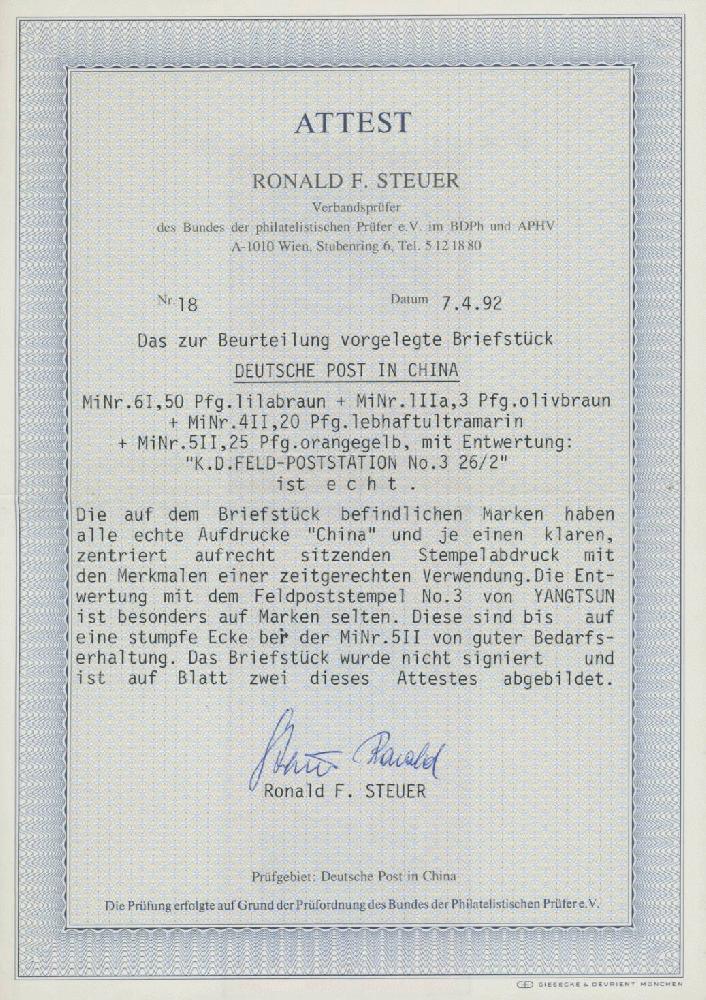 ATTEST
RONALD F. STEUER
Verbandsprüfer
des Bundes der philatelistischen Prüfer e.V. im BDPh und APHV
A-1010 Wien, Stubenring 6, Tel. 5 12 18 80
Nr. 18 Datum 7.4.92
Das zur Beurteilung vorgelegte Briefstück
DEUTSCHE POST IN CHINA
MiNr.6I,50 Pfg.lilabraun + MiNr.1IIa,3 Pfg.olivbraun
+ MiNr.4II,20 Pfg.lebhaftultramarin
+ MiNr.5II,25 Pfg.orangegelb, mit Entwertung:
"K.D.FELD-POSTSTATION No.3 26/2"
ist e c h t .
Die auf dem Briefstück befindlichen Marken haben
alle echte Aufdrucke "China" und je einen klaren,
zentriert aufrecht sitzenden Stempelabdruck mit
den Merkmalen einer zeitgerechten Verwendung.Die Ent-
wertung mit dem Feldpoststempel No.3 von YANGTSUN
ist besonders auf Marken selten. Diese sind bis auf
eine stumpfe Ecke bei der MiNr.5II von guter Bedarfs-
erhaltung. Das Briefstück wurde nicht signiert und
ist auf Blatt zwei dieses Attestes abgebildet.
Steuer Ronald
Ronald F. STEUER
Prüfgebiet: Deutsche Post in China
Die Prüfung erfolgte auf Grund der Prüfordnung des Bundes der Philatelistischen Prüfer e.V.
GD GIESECKE & DEVRIENT MÜNCHEN